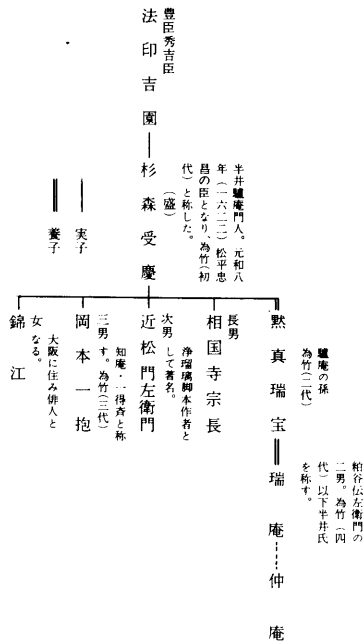 豊臣秀吉臣
法印吉園
半井驢庵門人。元和八
年（一六二二）松平忠
昌の臣となり、為竹（初
代）と称した。
（盛）
杉森受慶
実子
養子
驢庵の孫
為竹（二代）
黙真瑞宝
粕谷伝左衛門の
二男。為竹（四
代）以下半井氏
を称す。
瑞庵
仲庵
長男
相国寺宗長
浄瑠璃脚本作者と
して著名。
次男
近松門左衛門
知庵・一得斉と称
す。為竹（三代）
三男
岡本一抱
大阪に住み俳人と
なる。
女
錦江